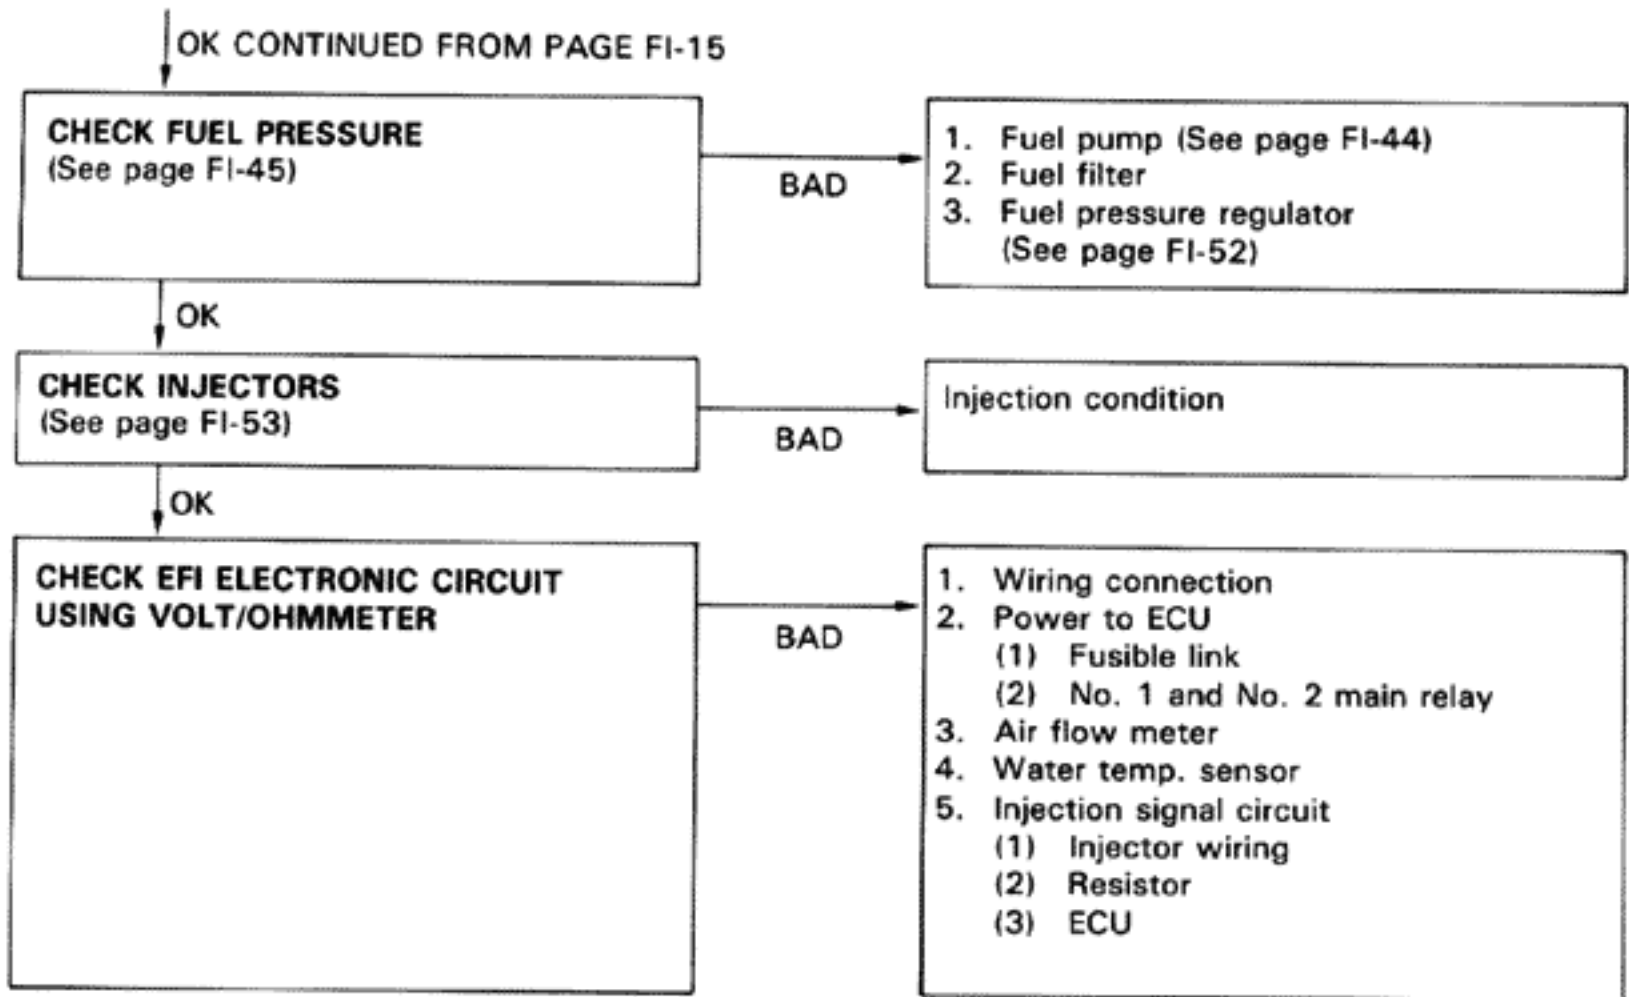 OK CONTINUED FROM PAGE FI-15
CHECK FUEL PRESSURE
(See page FI-45)
BAD
1. Fuel pump (See page FI-44)
2. Fuel filter
3. Fuel pressure regulator
(See page FI-52)
OK
CHECK INJECTORS
(See page FI-53)
BAD
Injection condition
OK
CHECK EFI ELECTRONIC CIRCUIT
USING VOLT/OHMMETER
BAD
1. Wiring connection
2. Power to ECU
(1) Fusible link
(2) No. 1 and No. 2 main relay
3. Air flow meter
4. Water temp. sensor
5. Injection signal circuit
(1) Injector wiring
(2) Resistor
(3) ECU